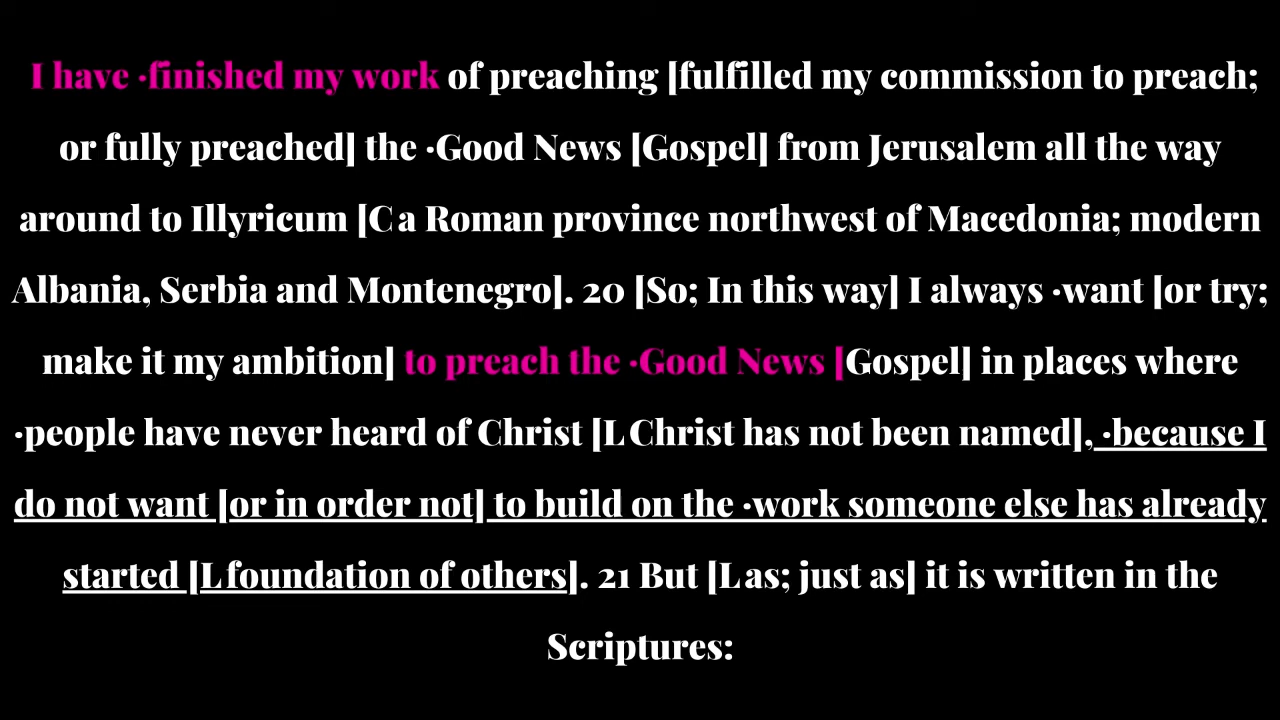 I have ·finished my work of preaching [fulfilled my commission to preach;
or fully preached] the ·Good News [Gospel] from Jerusalem all the way
around to Illyricum [C a Roman province northwest of Macedonia; modern
Albania, Serbia and Montenegro]. 20 [So; In this way] I always ·want [or try;
make it my ambition] to preach the ·Good News [Gospel] in places where
·people have never heard of Christ [L Christ has not been named], ·because I
do not want [or in order not] to build on the ·work someone else has already
started [L foundation of others]. 21 But [L as; just as] it is written in the
Scriptures: